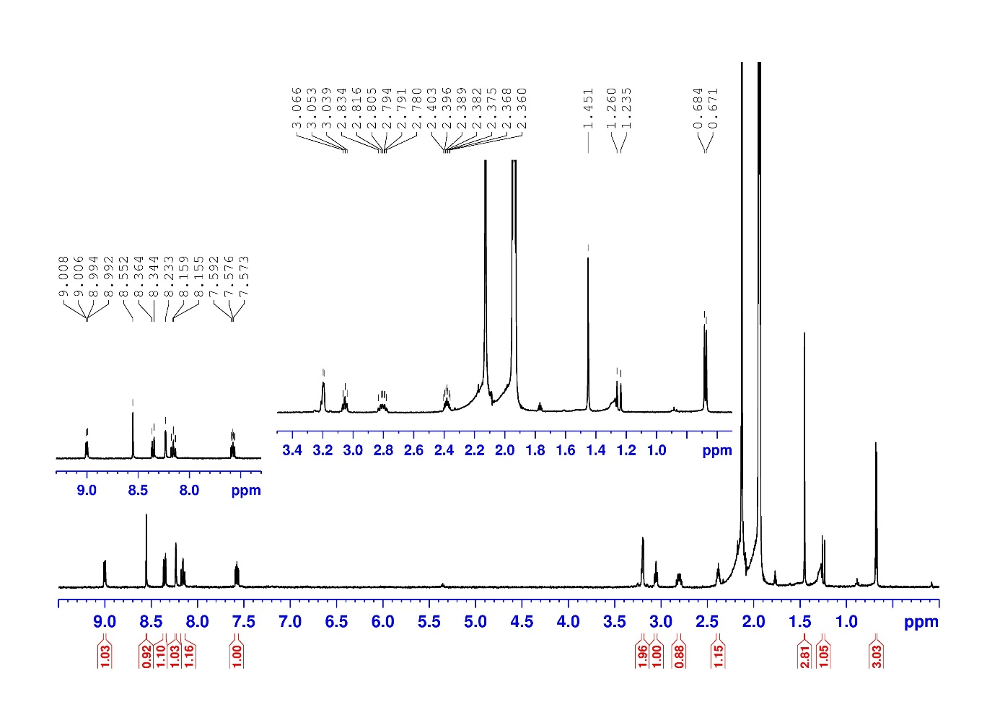 3.066 3.053 3.039 2.834 2.816 2.805 2.794 2.791 2.780 2.403 2.396 2.389 2.382 2.375 2.368 2.360 1.451 1.260 1.235 0.684 0.671
9.008 9.006 8.994 8.992 8.552 8.364 8.344 8.233 8.159 8.155 7.592 7.576 7.573
3.4 3.2 3.0 2.8 2.6 2.4 2.2 2.0 1.8 1.6 1.4 1.2 1.0 ppm
9.0 8.5 8.0 ppm
9.0 8.5 8.0 7.5 7.0 6.5 6.0 5.5 5.0 4.5 4.0 3.5 3.0 2.5 2.0 1.5 1.0 ppm
1.03 0.92 1.10 1.03 1.16 1.00 1.96 1.00 0.88 1.15 2.81 1.05 3.03